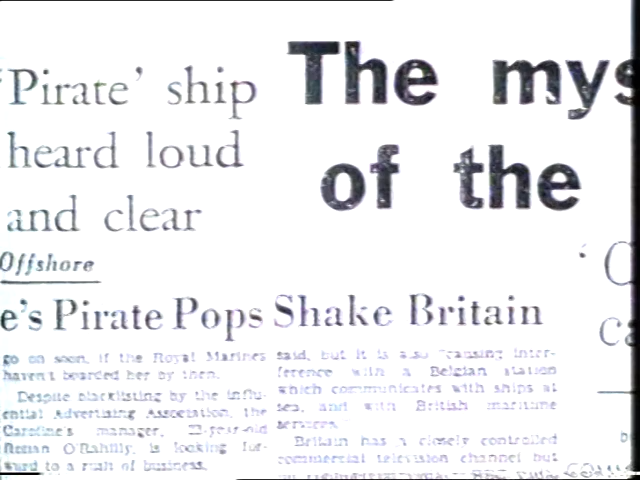 'Pirate' ship
heard loud
and clear
The mys
of the
Offshore
e's Pirate Pops Shake Britain
go on soon, if the Royal Marines
haven't boarded her by then.
Despite blacklisting by the influ-
ential Advertising Association, the
Caroline's manager, 23-year-old
Ronan O'Rahilly, is looking for-
ward to a rush of business.
said, but it is also "causing inter-
ference with a Belgian station
which communicates with ships at
sea, and with British maritime
services."
Britain has a closely controlled
commercial television channel but